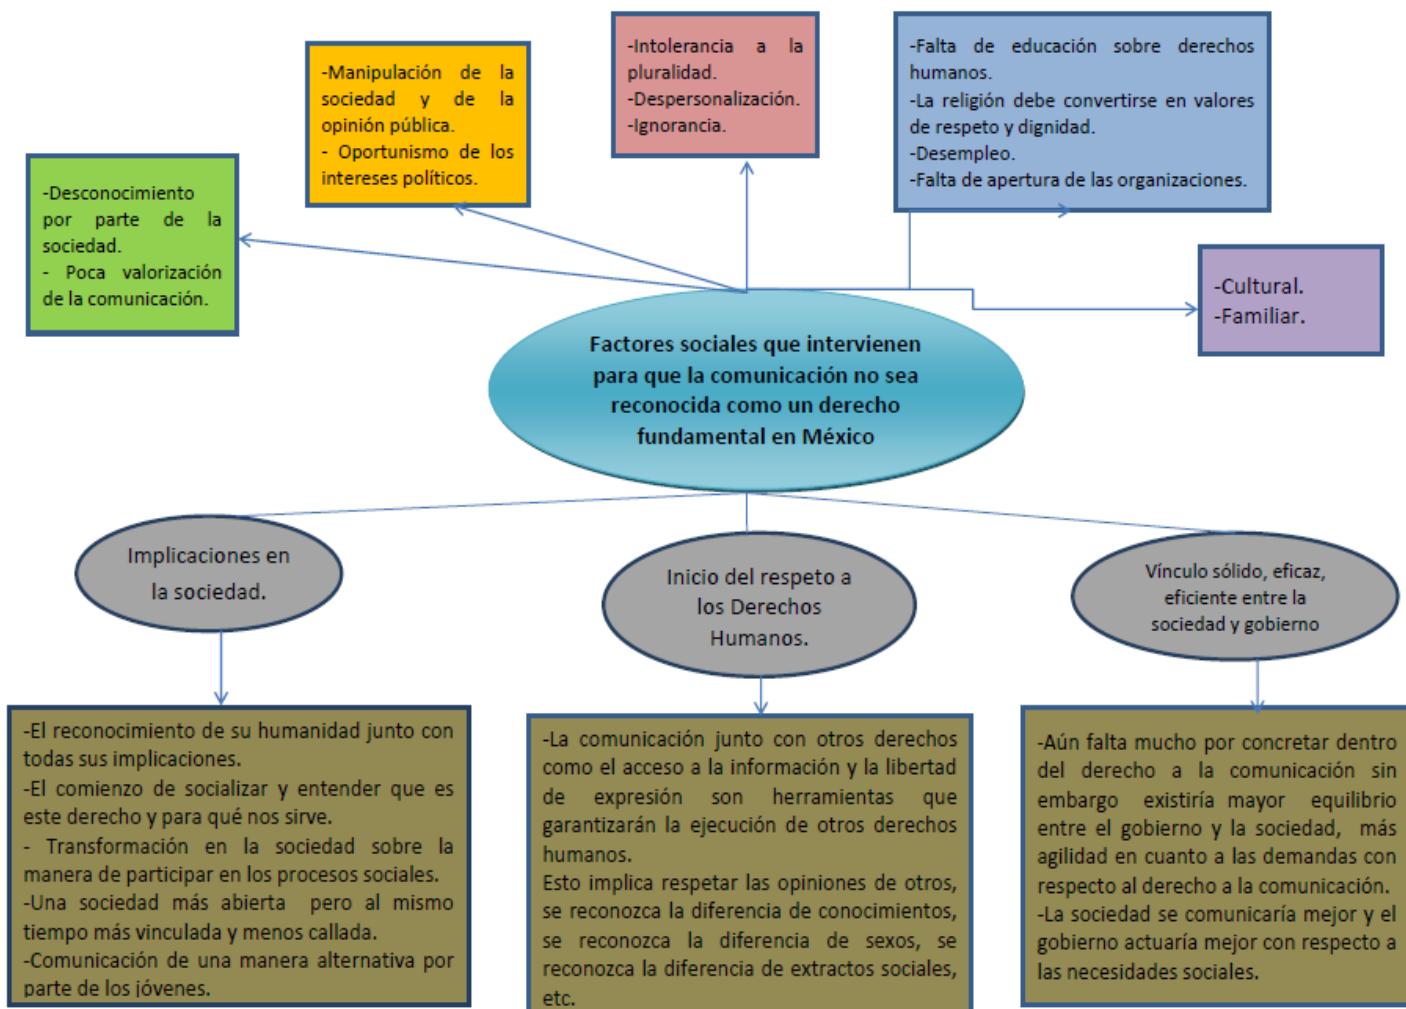 -Desconocimiento
por parte de la
sociedad.
- Poca valorización
de la comunicación.
-Manipulación de la
sociedad y de la
opinión pública.
- Oportunismo de los
intereses políticos.
-Intolerancia a la
pluralidad.
-Despersonalización.
-Ignorancia.
-Falta de educación sobre derechos
humanos.
-La religión debe convertirse en valores
de respeto y dignidad.
-Desempleo.
-Falta de apertura de las organizaciones.
-Cultural.
-Familiar.
Factores sociales que intervienen
para que la comunicación no sea
reconocida como un derecho
fundamental en México
Implicaciones en
la sociedad.
Inicio del respeto a
los Derechos
Humanos.
Vínculo sólido, eficaz,
eficiente entre la
sociedad y gobierno
-El reconocimiento de su humanidad junto con
todas sus implicaciones.
-El comienzo de socializar y entender que es
este derecho y para qué nos sirve.
- Transformación en la sociedad sobre la
manera de participar en los procesos sociales.
-Una sociedad más abierta pero al mismo
tiempo más vinculada y menos callada.
-Comunicación de una manera alternativa por
parte de los jóvenes.
-La comunicación junto con otros derechos
como el acceso a la información y la libertad
de expresión son herramientas que
garantizarán la ejecución de otros derechos
humanos.
Esto implica respetar las opiniones de otros,
se reconozca la diferencia de conocimientos,
se reconozca la diferencia de sexos, se
reconozca la diferencia de extractos sociales,
etc.
-Aún falta mucho por concretar dentro
del derecho a la comunicación sin
embargo existiría mayor equilibrio
entre el gobierno y la sociedad, más
agilidad en cuanto a las demandas con
respecto al derecho a la comunicación.
-La sociedad se comunicaría mejor y el
gobierno actuaría mejor con respecto a
las necesidades sociales.